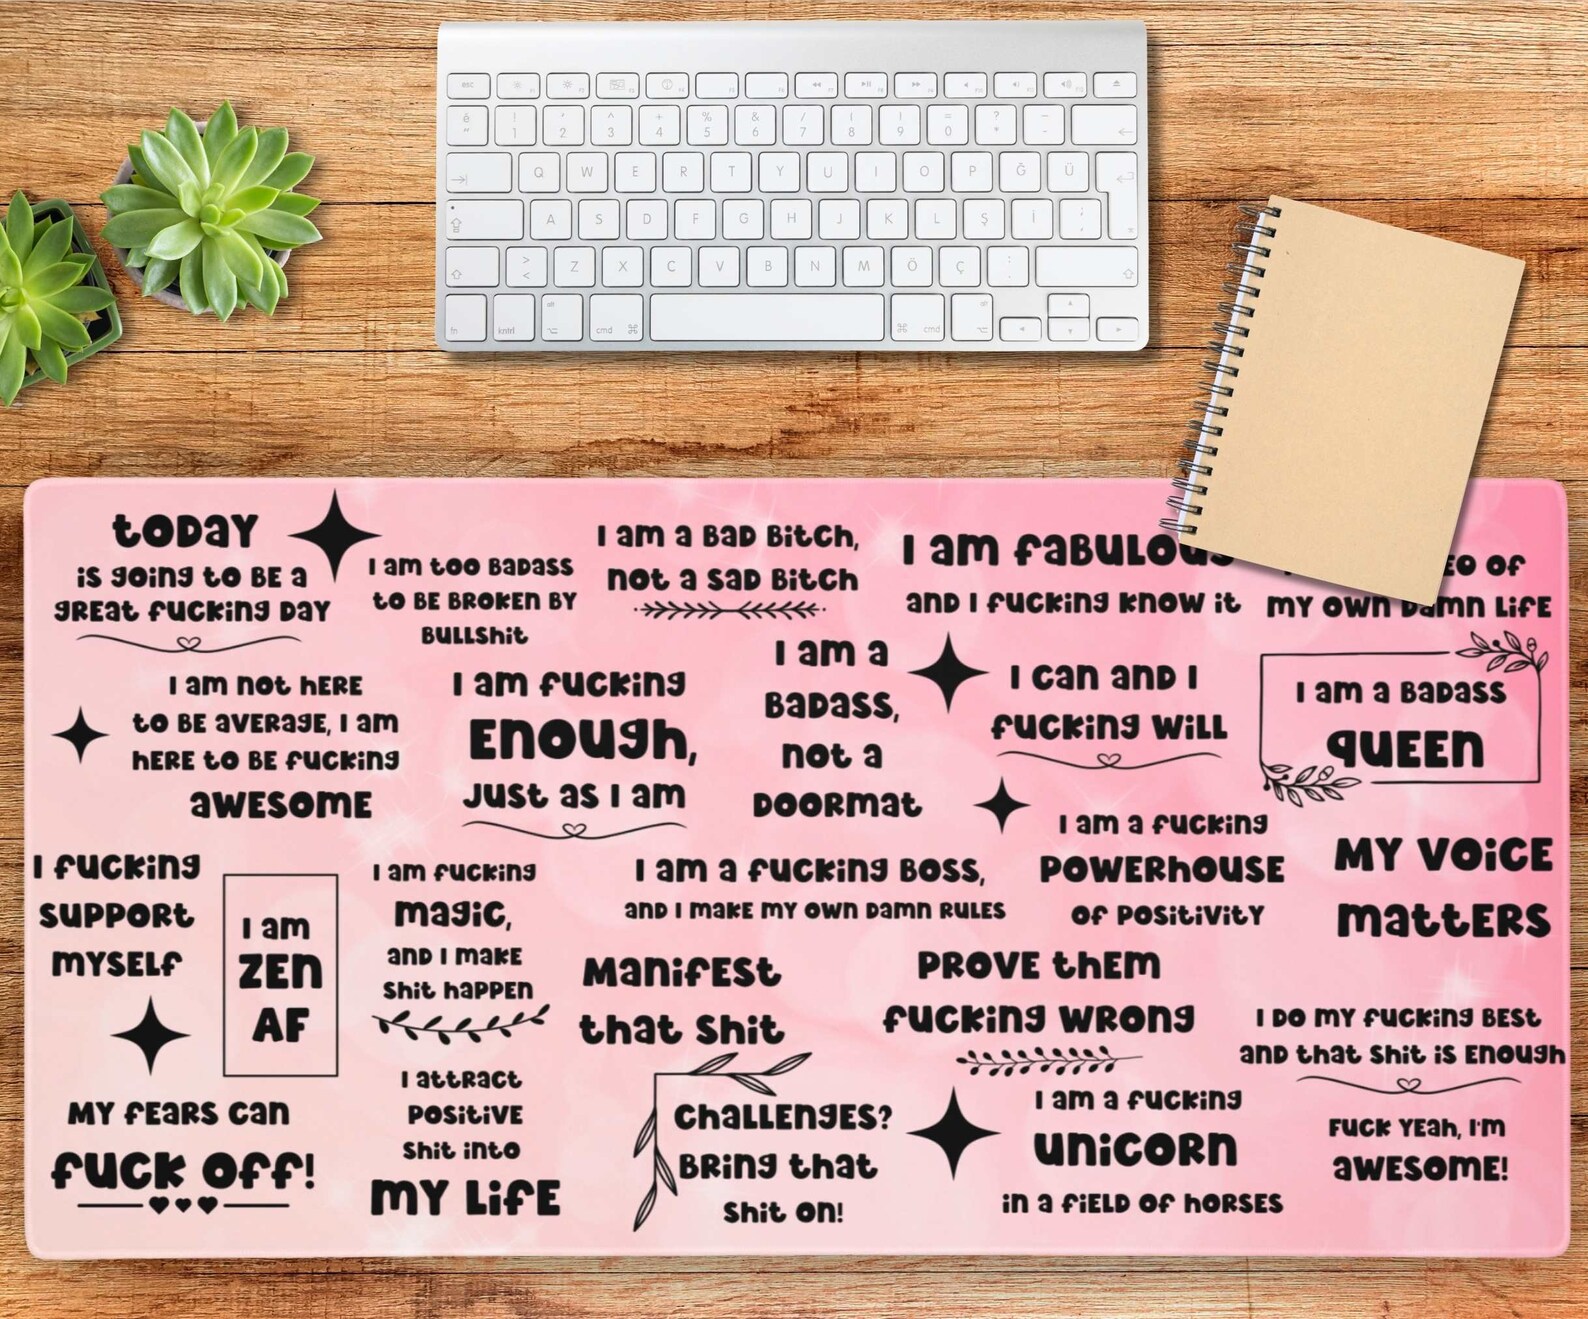 esc
Q W E R T Y U I O P Ğ Ü
A S D F G H J K L Ş İ
Z X C V B N M Ö Ç
fn kntrl alt cmd cmd alt
TODAY
is going to be a
great fucking day
I am too badass
to be broken by
bullshit
I am a bad bitch,
not a sad bitch
I am fabulous
and I fucking know it
of
my own damn life
I am not here
to be average, I am
here to be fucking
awesome
I am fucking
enough,
just as I am
I am a
badass,
not a
doormat
I can and I
fucking will
I am a badass
queen
I fucking
support
myself
I am
zen
AF
I am fucking
magic,
and I make
shit happen
I am a fucking boss,
and I make my own damn rules
I am a fucking
powerhouse
of positivity
My voice
matters
Manifest
that shit
Prove them
fucking wrong
I do my fucking best
and that shit is enough
My fears can
fuck off!
I attract
positive
shit into
my life
Challenges?
Bring that
shit on!
I am a fucking
unicorn
in a field of horses
Fuck yeah, I'm
awesome!